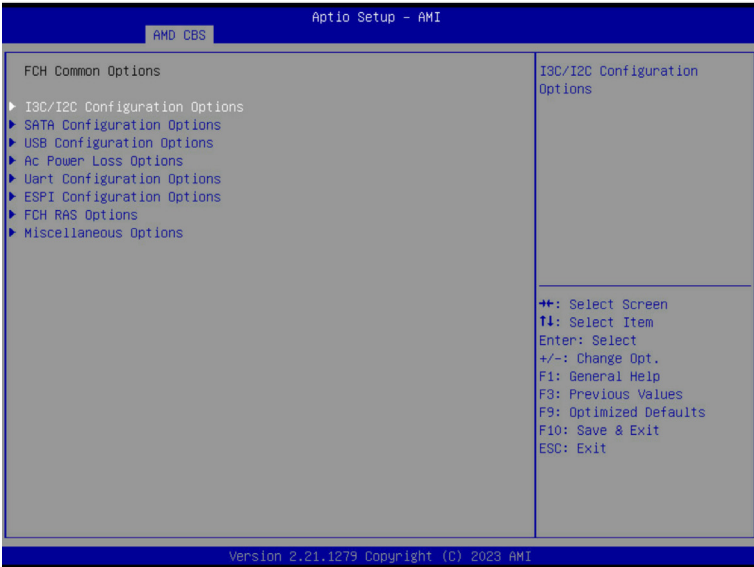 Aptio Setup – AMI
AMD CBS
FCH Common Options
I3C/I2C Configuration Options
SATA Configuration Options
USB Configuration Options
Ac Power Loss Options
Uart Configuration Options
ESPI Configuration Options
FCH RAS Options
Miscellaneous Options
I3C/I2C Configuration
Options
→←: Select Screen
↑↓: Select Item
Enter: Select
+/-: Change Opt.
F1: General Help
F3: Previous Values
F9: Optimized Defaults
F10: Save & Exit
ESC: Exit
Version 2.21.1279 Copyright (C) 2023 AMI